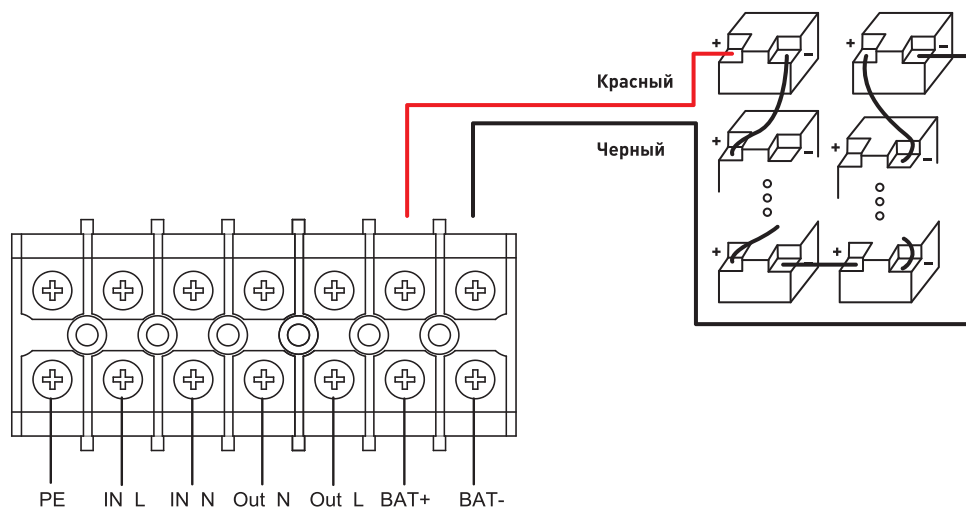 + - + -
Красный
Черный
+ - + -
+ - + -
PE IN L IN N Out N Out L BAT+ BAT-